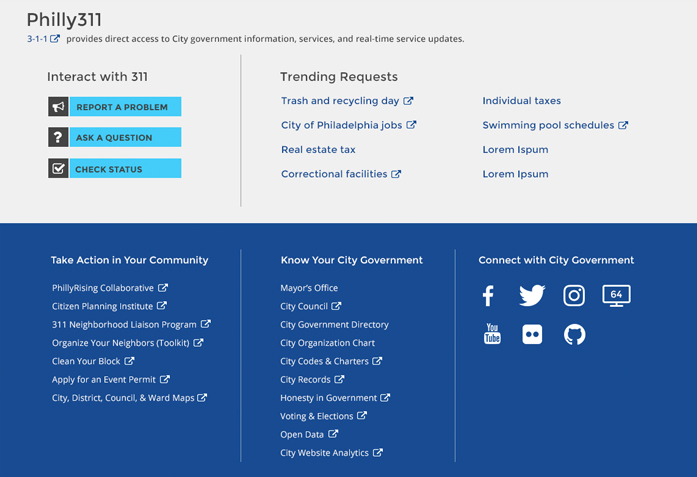 Philly311
3-1-1 provides direct access to City government information, services, and real-time service updates.
Interact with 311
REPORT A PROBLEM
? ASK A QUESTION
CHECK STATUS
Trending Requests
Trash and recycling day
City of Philadelphia jobs
Real estate tax
Correctional facilities
Individual taxes
Swimming pool schedules
Lorem Ispum
Lorem Ipsum
Take Action in Your Community
PhillyRising Collaborative
Citizen Planning Institute
311 Neighborhood Liaison Program
Organize Your Neighbors (Toolkit)
Clean Your Block
Apply for an Event Permit
City, District, Council, & Ward Maps
Know Your City Government
Mayor's Office
City Council
City Government Directory
City Organization Chart
City Codes & Charters
City Records
Honesty in Government
Voting & Elections
Open Data
City Website Analytics
Connect with City Government
64
You
Tube